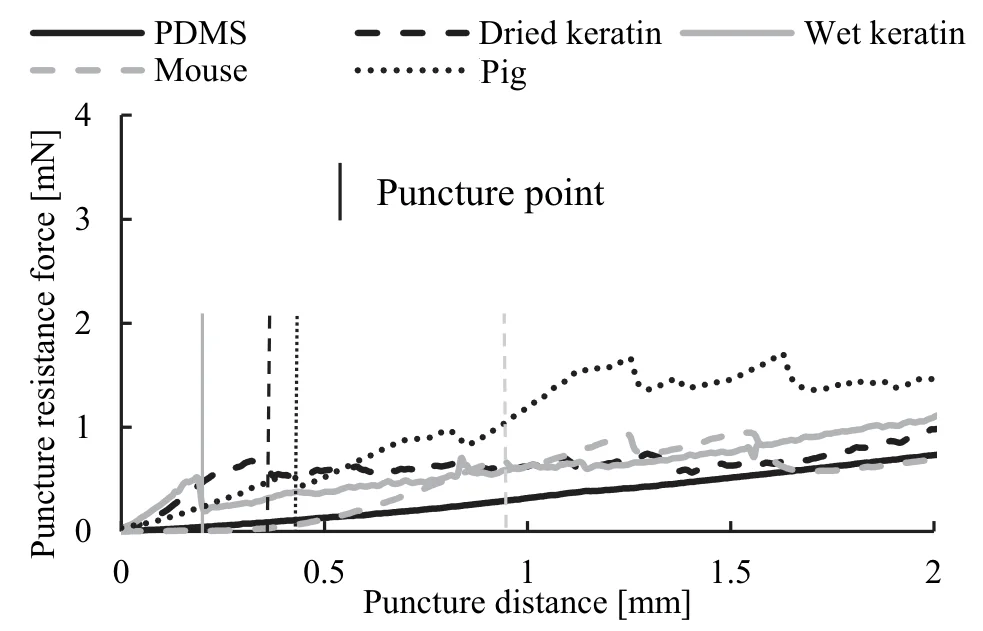 PDMS Dried keratin Wet keratin
Mouse Pig
4
3
2
1
0
Puncture resistance force [mN]
Puncture point
0 0.5 1 1.5 2
Puncture distance [mm]